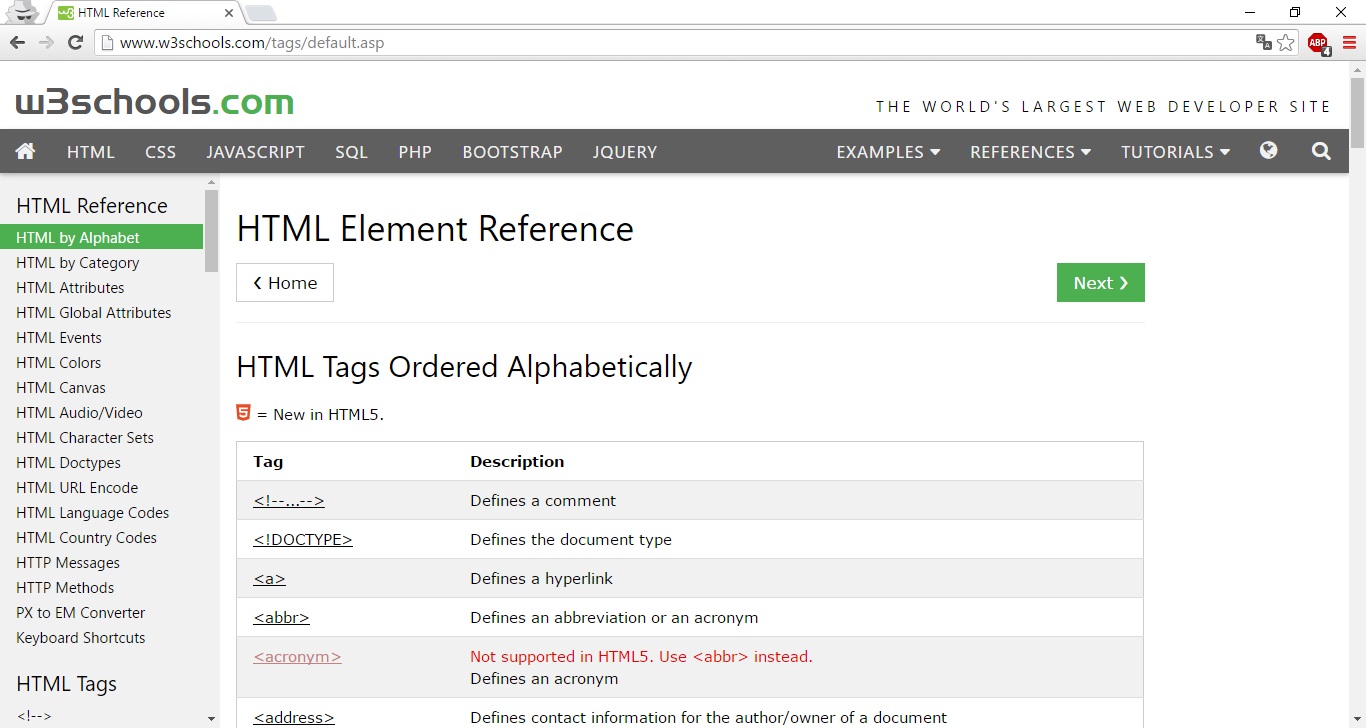 HTML Reference
www.w3schools.com/tags/default.asp
ABP
4
w3schools.com
THE WORLD'S LARGEST WEB DEVELOPER SITE
HTML CSS JAVASCRIPT SQL PHP BOOTSTRAP JQUERY EXAMPLES REFERENCES TUTORIALS
HTML Reference
HTML by Alphabet
HTML by Category
HTML Attributes
HTML Global Attributes
HTML Events
HTML Colors
HTML Canvas
HTML Audio/Video
HTML Character Sets
HTML Doctypes
HTML URL Encode
HTML Language Codes
HTML Country Codes
HTTP Messages
HTTP Methods
PX to EM Converter
Keyboard Shortcuts
HTML Tags
<!-->
HTML Element Reference
❮ Home
Next ❯
HTML Tags Ordered Alphabetically
5 = New in HTML5.
Tag Description
<!--...--> Defines a comment
<!DOCTYPE> Defines the document type
<a> Defines a hyperlink
<abbr> Defines an abbreviation or an acronym
<acronym> Not supported in HTML5. Use <abbr> instead.
Defines an acronym
<address> Defines contact information for the author/owner of a document